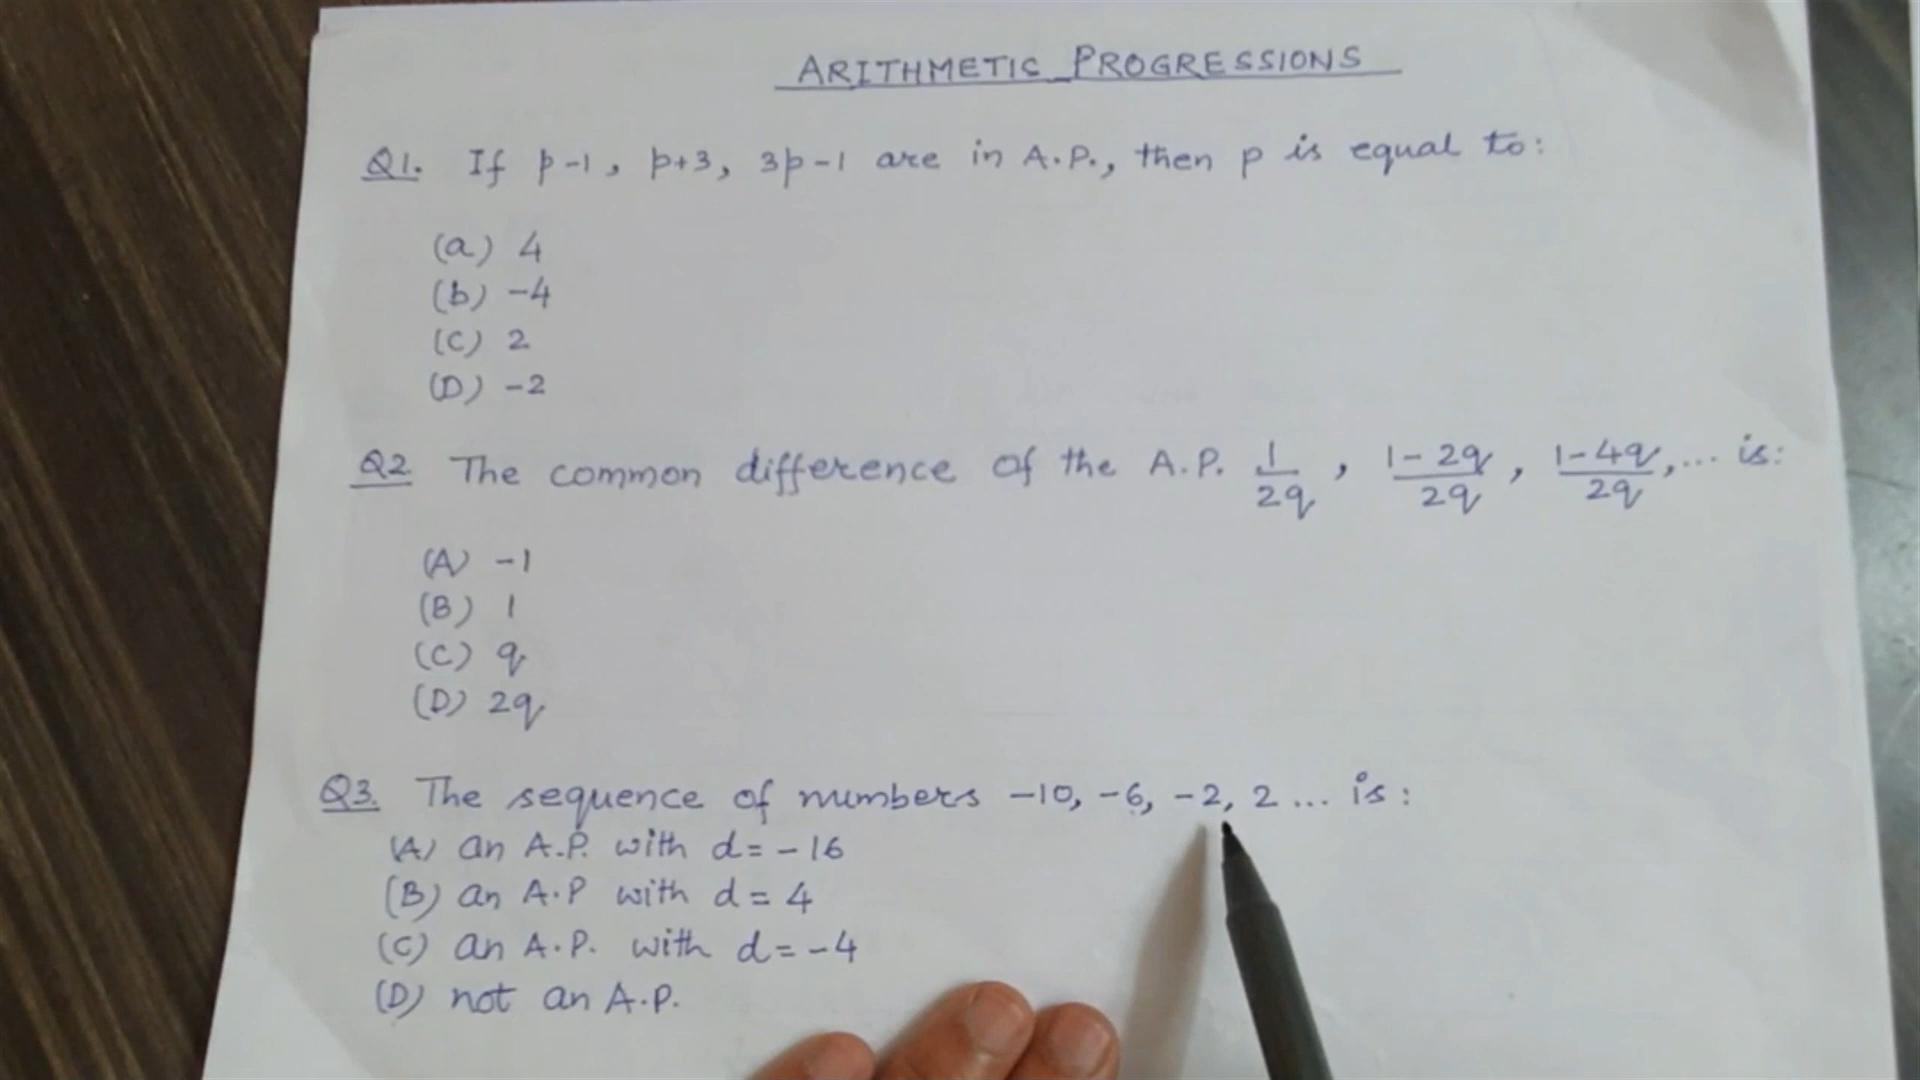 ARITHMETIC PROGRESSIONS
Q1. If p-1, p+3, 3p-1 are in A.P., then p is equal to:
(a) 4
(b) -4
(C) 2
(D) -2
Q2 The common difference of the A.P. 1/2q, 1-2q/2q, 1-4q/2q,... is:
(A) -1
(B) 1
(C) q
(D) 2q
Q3. The sequence of numbers -10, -6, -2, 2 ... is:
(A) an A.P. with d= -16
(B) an A.P with d= 4
(C) an A.P. with d= -4
(D) not an A.P.